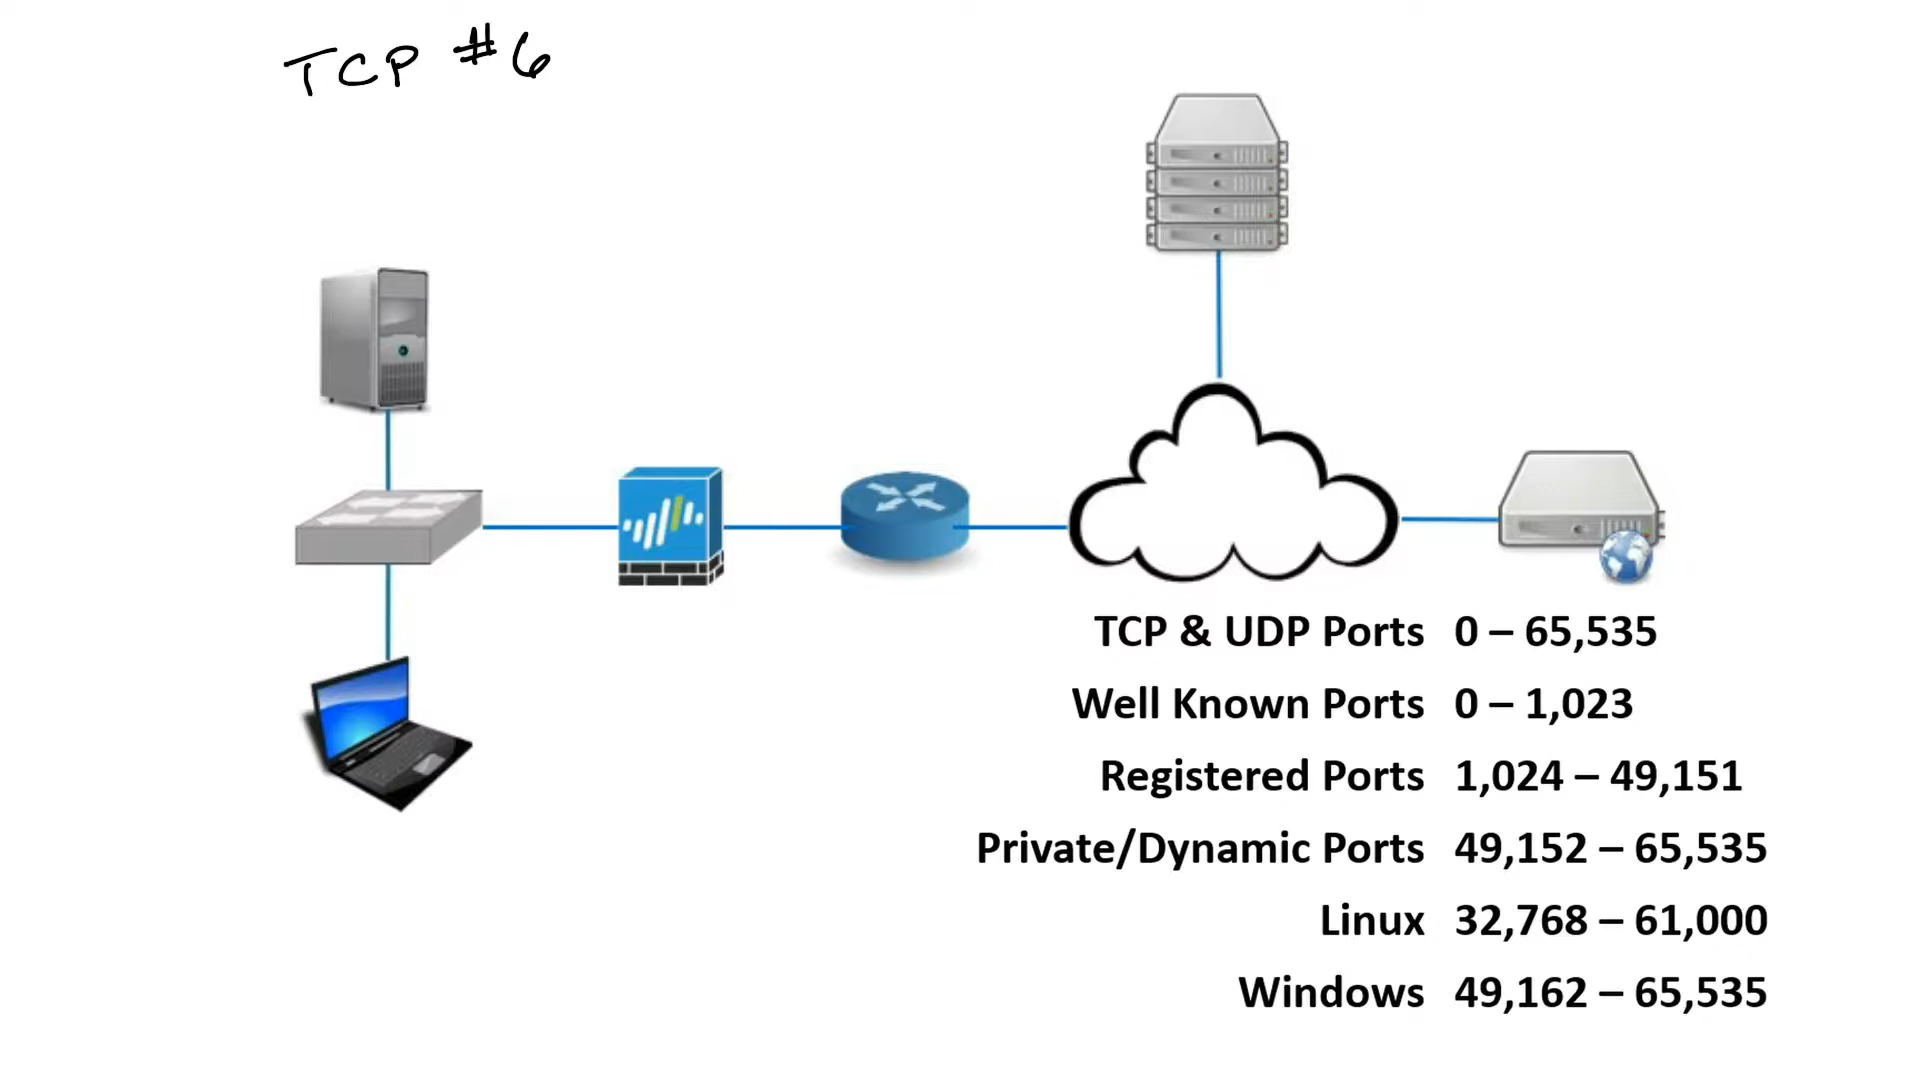 TCP #6
TCP & UDP Ports 0 – 65,535
Well Known Ports 0 – 1,023
Registered Ports 1,024 – 49,151
Private/Dynamic Ports 49,152 – 65,535
Linux 32,768 – 61,000
Windows 49,162 – 65,535